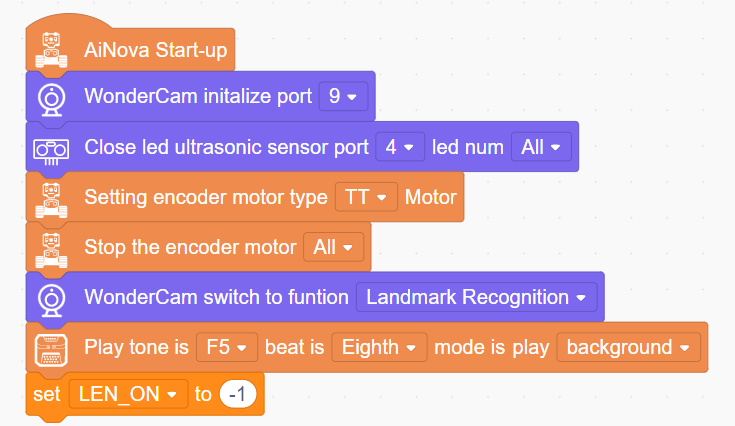 AiNova Start-up
WonderCam initalize port 9
Close led ultrasonic sensor port 4 led num All
Setting encoder motor type TT Motor
Stop the encoder motor All
WonderCam switch to funtion Landmark Recognition
Play tone is F5 beat is Eighth mode is play background
set LEN_ON to -1